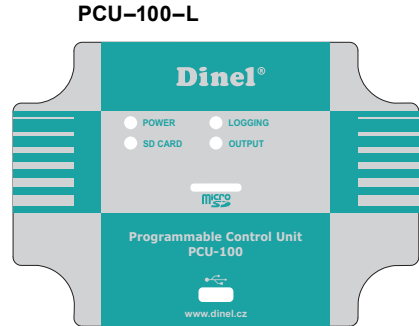 PCU–100–L
Dinel®
POWER LOGGING
SD CARD OUTPUT
micro SD
Programmable Control Unit
PCU-100
www.dinel.cz